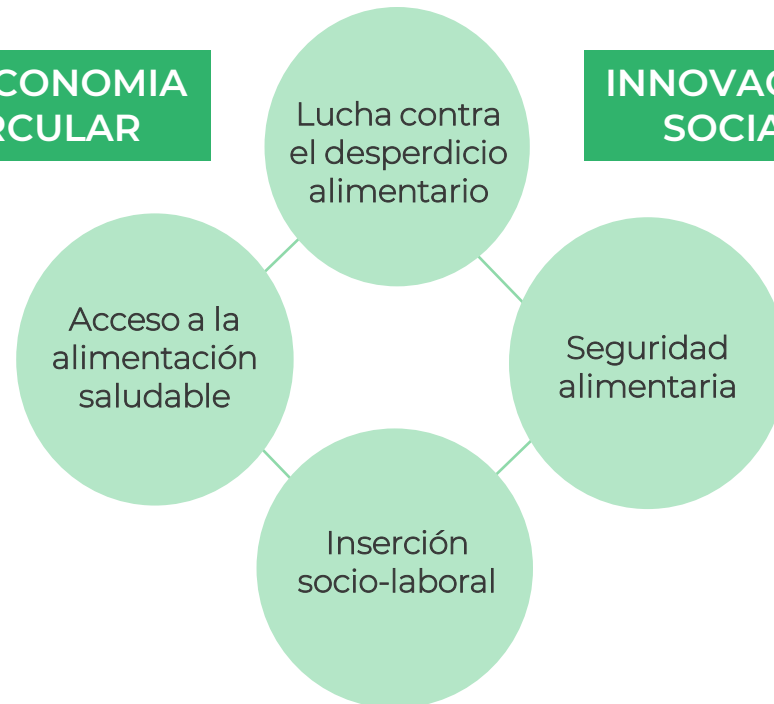 CONOMIA
RCULAR
INNOVAC
SOCIA
Lucha contra
el desperdicio
alimentario
Acceso a la
alimentación
saludable
Seguridad
alimentaria
Inserción
socio-laboral